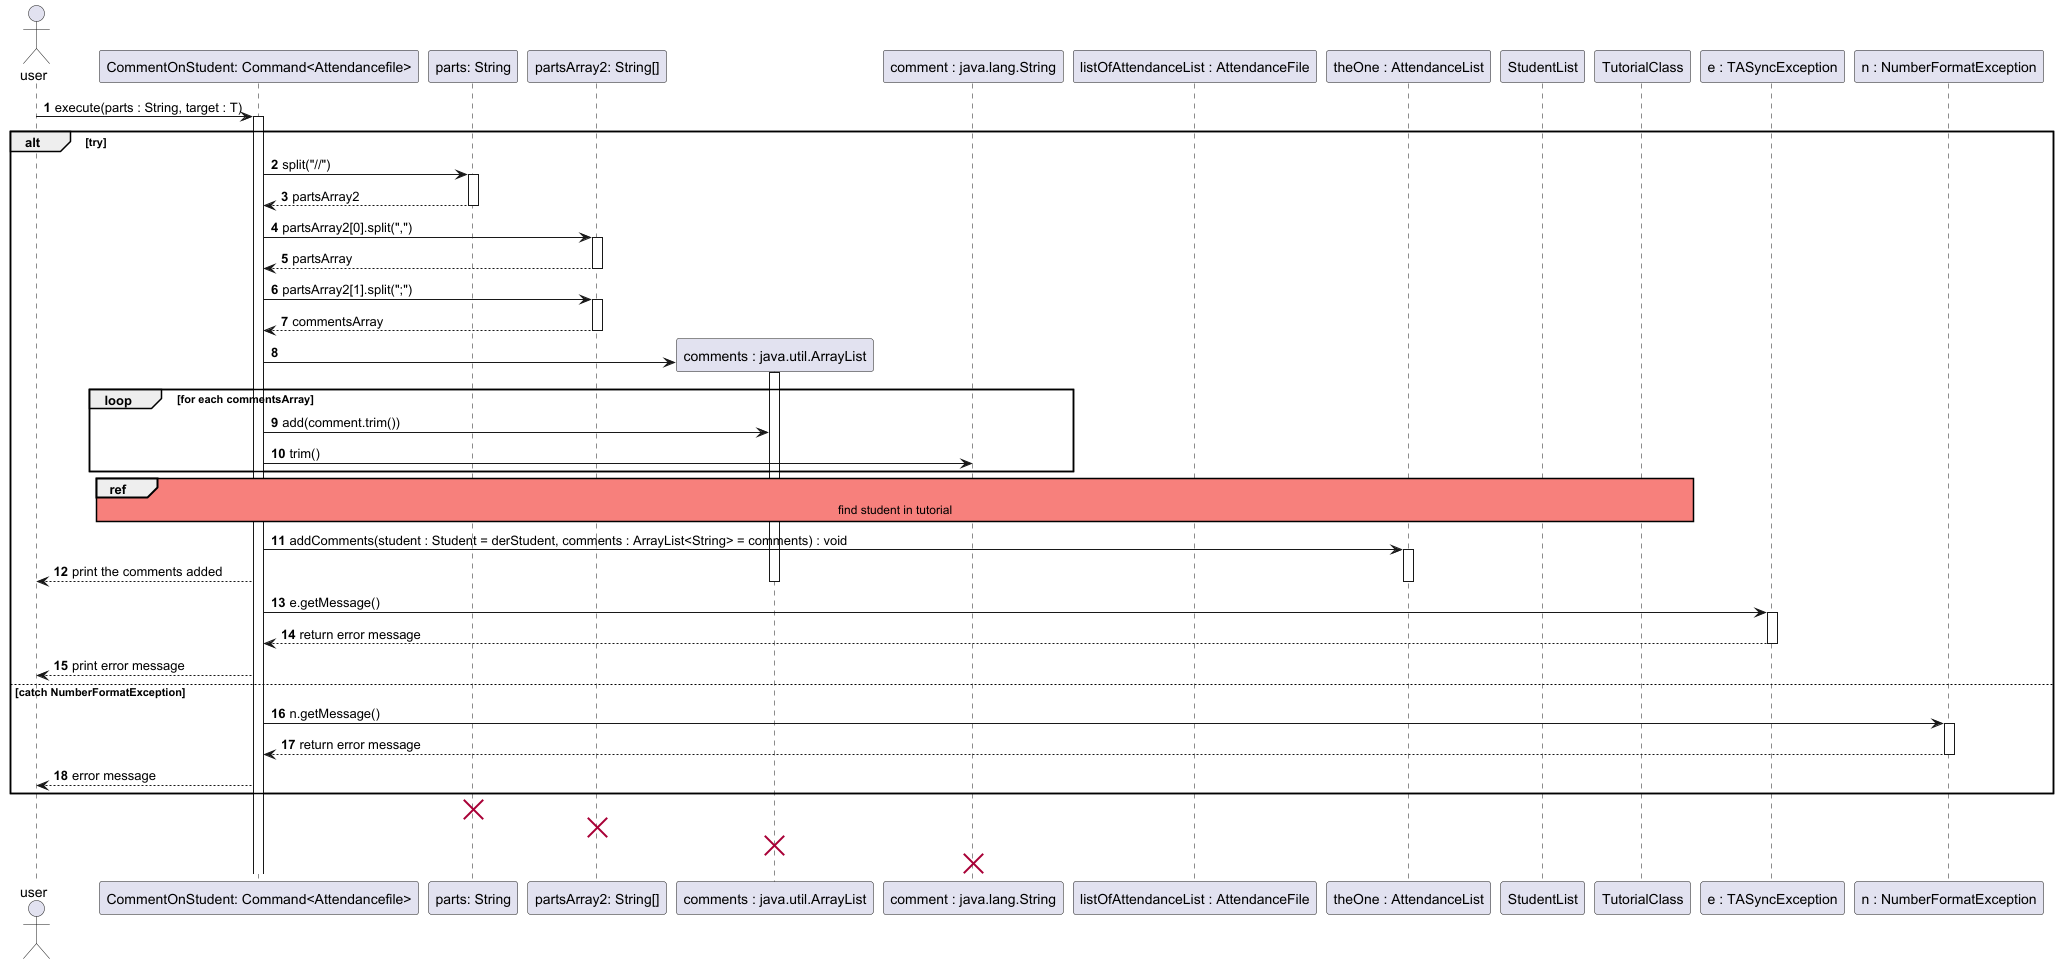 user
CommentOnStudent: Command<Attendancefile>
parts: String
partsArray2: String[]
comment : java.lang.String
listOfAttendanceList : AttendanceFile
theOne : AttendanceList
StudentList
TutorialClass
e : TASyncException
n : NumberFormatException
1 execute(parts : String, target : T)
alt [try]
2 split("//")
3 partsArray2
4 partsArray2[0].split(",")
5 partsArray
6 partsArray2[1].split(";")
7 commentsArray
8
comments : java.util.ArrayList
loop [for each commentsArray]
9 add(comment.trim())
10 trim()
ref
find student in tutorial
11 addComments(student : Student = derStudent, comments : ArrayList<String> = comments) : void
12 print the comments added
13 e.getMessage()
14 return error message
15 print error message
[catch NumberFormatException]
16 n.getMessage()
17 return error message
18 error message
user
CommentOnStudent: Command<Attendancefile>
parts: String
partsArray2: String[]
comments : java.util.ArrayList
comment : java.lang.String
listOfAttendanceList : AttendanceFile
theOne : AttendanceList
StudentList
TutorialClass
e : TASyncException
n : NumberFormatException